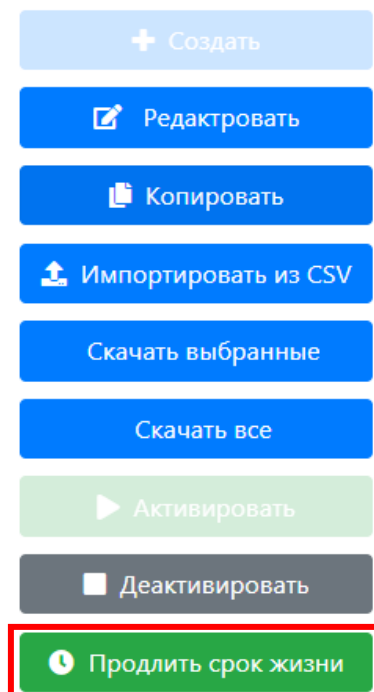 Создать
Редактровать
Копировать
Импортировать из CSV
Скачать выбранные
Скачать все
Активировать
Деактивировать
Продлить срок жизни